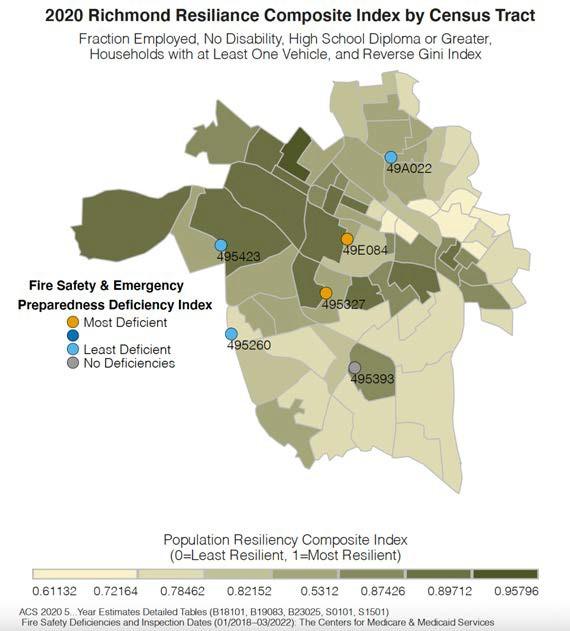 2020 Richmond Resiliance Composite Index by Census Tract
Fraction Employed, No Disability, High School Diploma or Greater,
Households with at Least One Vehicle, and Reverse Gini Index
49A022
49E084
495423
Fire Safety & Emergency
Preparedness Deficiency Index
Most Deficient
Least Deficient
No Deficiencies
495327
495260
495393
Population Resiliency Composite Index
(0=Least Resilient, 1=Most Resilient)
0.61132 0.72164 0.78462 0.82152 0.5312 0.87426 0.89712 0.95796
ACS 2020 5...Year Estimates Detailed Tables (B18101, B19083, B23025, S0101, S1501)
Fire Safety Deficiencies and Inspection Dates (01/2018–03/2022): The Centers for Medicare & Medicaid Services